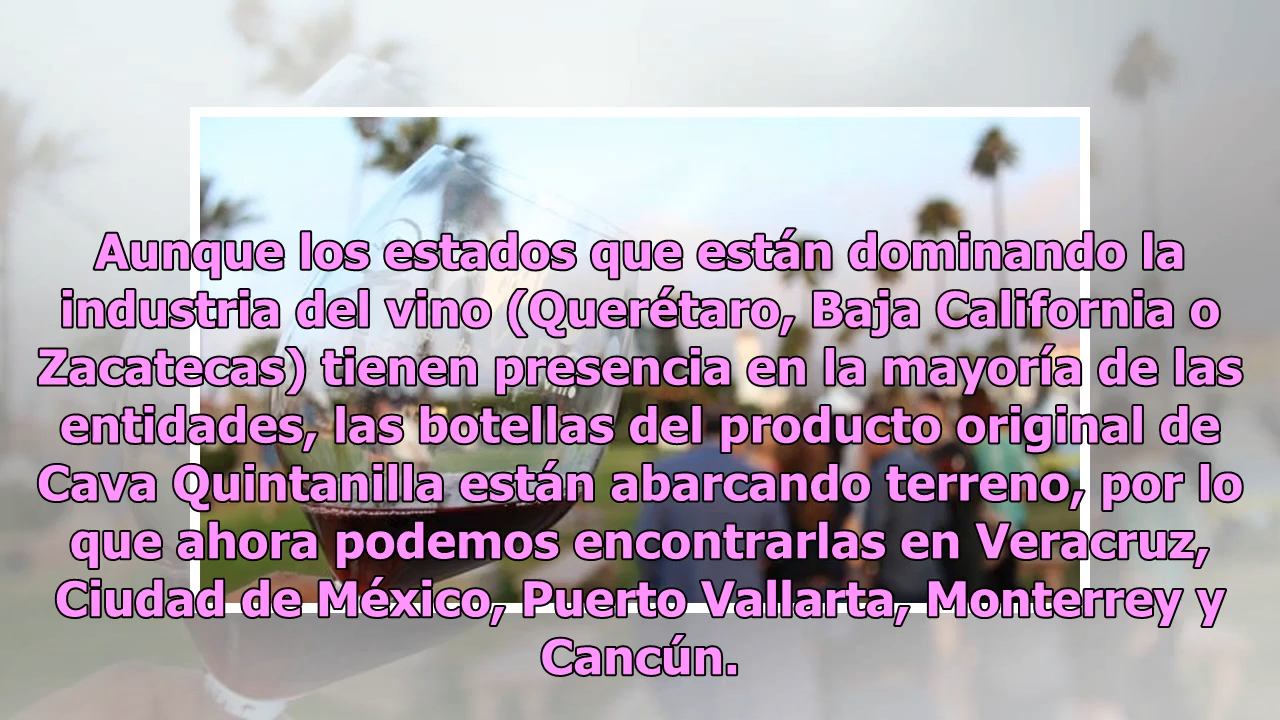 Aunque los estados que están dominando la
industria del vino (Querétaro, Baja California o
Zacatecas) tienen presencia en la mayoría de las
entidades, las botellas del producto original de
Cava Quintanilla están abarcando terreno, por lo
que ahora podemos encontrarlas en Veracruz,
Ciudad de México, Puerto Vallarta, Monterrey y
Cancún.